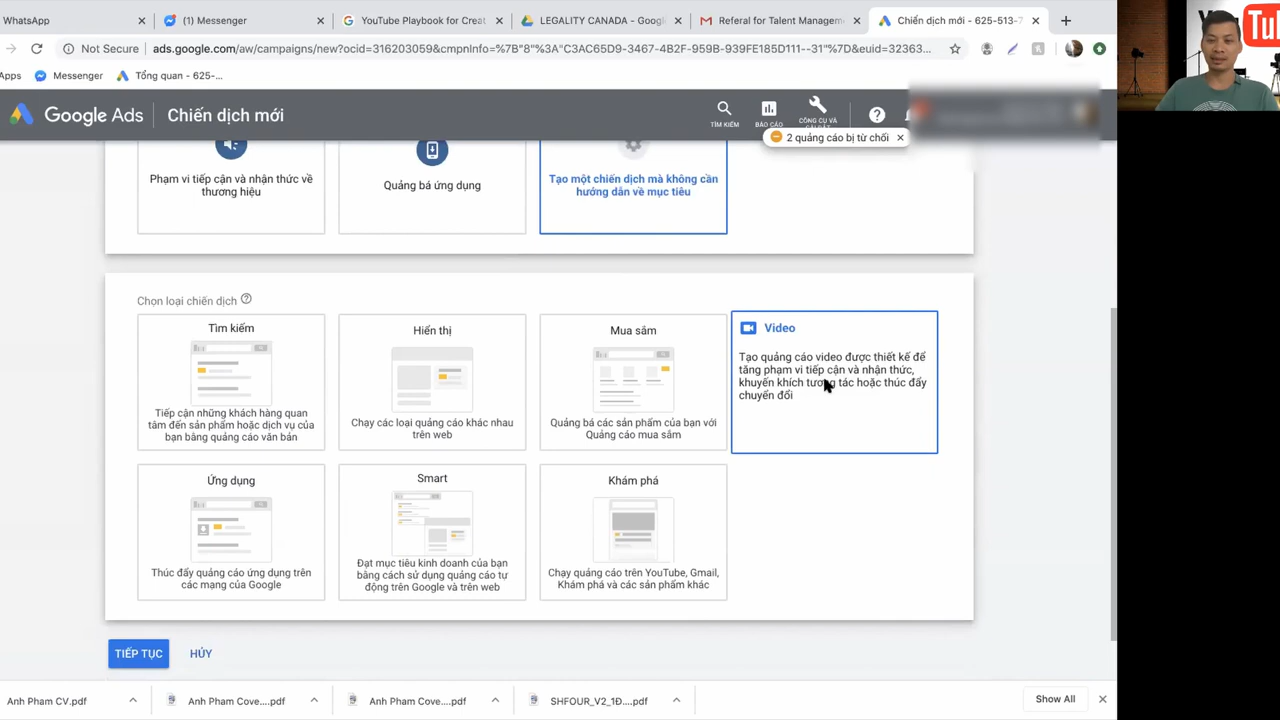 WhatsApp
(1) Messenger
YouTube Playbook for Creat
LEGALITY CANADA - Googl
Referal for Talent Managem
Chiến dịch mới - 625-513-7
Not Secure
ads.google.com/aw/campaigns/new?ocid=316203059&cmpnInfo=%7B"8"%3A"C3AC65D9-3467-4B2F-959B-939FE185D111--31"%7D&euid=32363...
Apps
Messenger
Tổng quan - 625-...
Google Ads
Chiến dịch mới
TÌM KIẾM
BÁO CÁO
CÔNG CỤ VÀ
2 quảng cáo bị từ chối
Phạm vi tiếp cận và nhận thức về
thương hiệu
Quảng bá ứng dụng
Tạo một chiến dịch mà không cần
hướng dẫn về mục tiêu
Chọn loại chiến dịch
Tìm kiếm
Tiếp cận những khách hàng quan
tâm đến sản phẩm hoặc dịch vụ của
bạn bằng quảng cáo văn bản
Hiển thị
Chạy các loại quảng cáo khác nhau
trên web
Mua sắm
Quảng bá các sản phẩm của bạn với
Quảng cáo mua sắm
Video
Tạo quảng cáo video được thiết kế để
tăng phạm vi tiếp cận và nhận thức,
khuyến khích tương tác hoặc thúc đẩy
chuyển đổi
Ứng dụng
Thúc đẩy quảng cáo ứng dụng trên
các mạng của Google
Smart
Đạt mục tiêu kinh doanh của bạn
bằng cách sử dụng quảng cáo tự
động trên Google và trên web
Khám phá
Chạy quảng cáo trên YouTube, Gmail,
Khám phá và các sản phẩm khác
TIẾP TỤC
HỦY
Anh Pham CV.pdf
Anh Pham Cove....pdf
Anh Pham Cove....pdf
SHFOUR_V2_1Đ....pdf
Show All